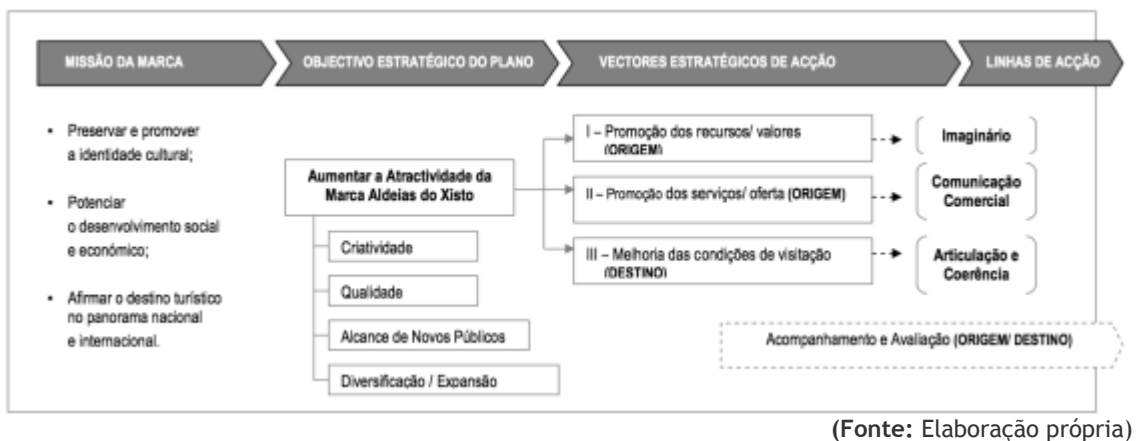 MISSÃO DA MARCA
OBJECTIVO ESTRATÉGICO DO PLANO
VECTORES ESTRATÉGICOS DE ACÇÃO
LINHAS DE ACÇÃO
▪ Preservar e promover
a identidade cultural;
▪ Potenciar
o desenvolvimento social
e económico;
▪ Afirmar o destino turístico
no panorama nacional
e internacional.
Aumentar a Atractividade da
Marca Aldeias do Xisto
Criatividade
Qualidade
Alcance de Novos Públicos
Diversificação / Expansão
I – Promoção dos recursos/ valores
(ORIGEM)
II – Promoção dos serviços/ oferta (ORIGEM)
III – Melhoria das condições de visitação
(DESTINO)
Imaginário
Comunicação
Comercial
Articulação e
Coerência
Acompanhamento e Avaliação (ORIGEM/ DESTINO)
(Fonte: Elaboração própria)